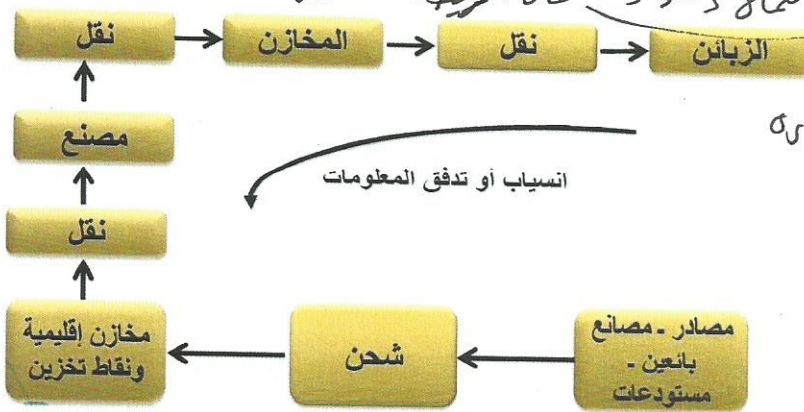 نقل
المخازن
نقل
الزبائن
مصنع
انسياب أو تدفق المعلومات
نقل
مصادر - مصانع
بائعين -
مستودعات
شحن
مخازن إقليمية
ونقاط تخزين